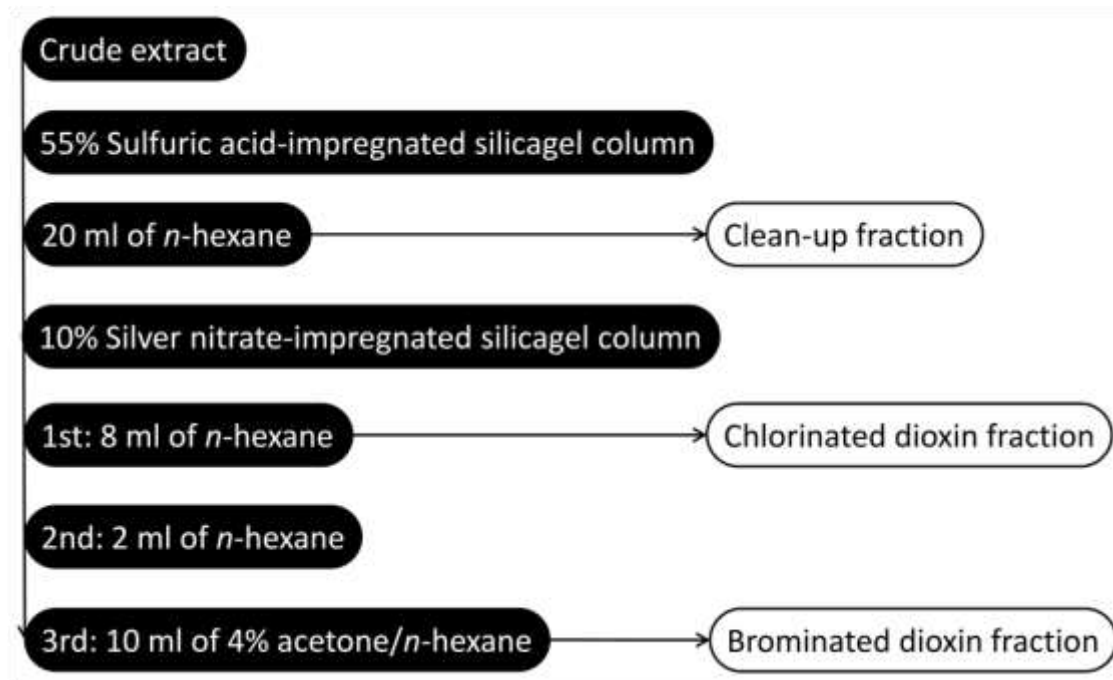 Crude extract
55% Sulfuric acid-impregnated silicagel column
20 ml of n-hexane
Clean-up fraction
10% Silver nitrate-impregnated silicagel column
1st: 8 ml of n-hexane
Chlorinated dioxin fraction
2nd: 2 ml of n-hexane
3rd: 10 ml of 4% acetone/n-hexane
Brominated dioxin fraction